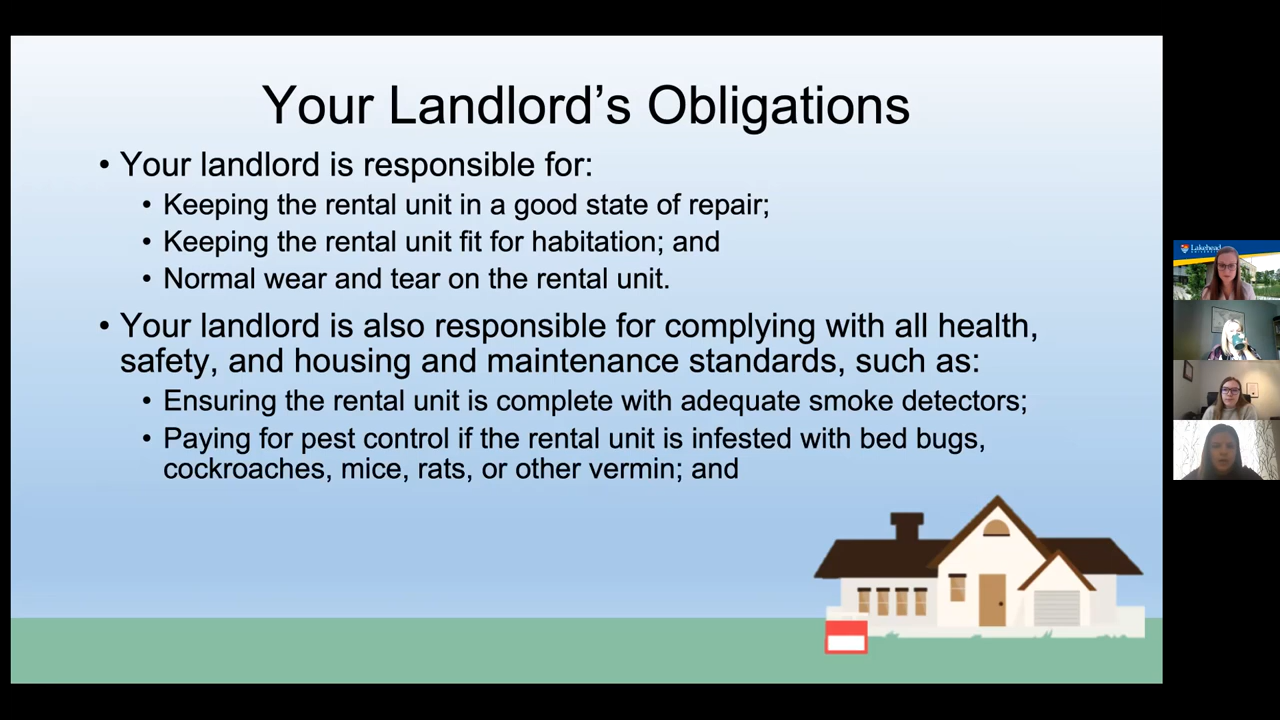 Your Landlord’s Obligations
• Your landlord is responsible for:
• Keeping the rental unit in a good state of repair;
• Keeping the rental unit fit for habitation; and
• Normal wear and tear on the rental unit.
• Your landlord is also responsible for complying with all health,
safety, and housing and maintenance standards, such as:
• Ensuring the rental unit is complete with adequate smoke detectors;
• Paying for pest control if the rental unit is infested with bed bugs,
cockroaches, mice, rats, or other vermin; and
Lakehead
UNIVERSITY